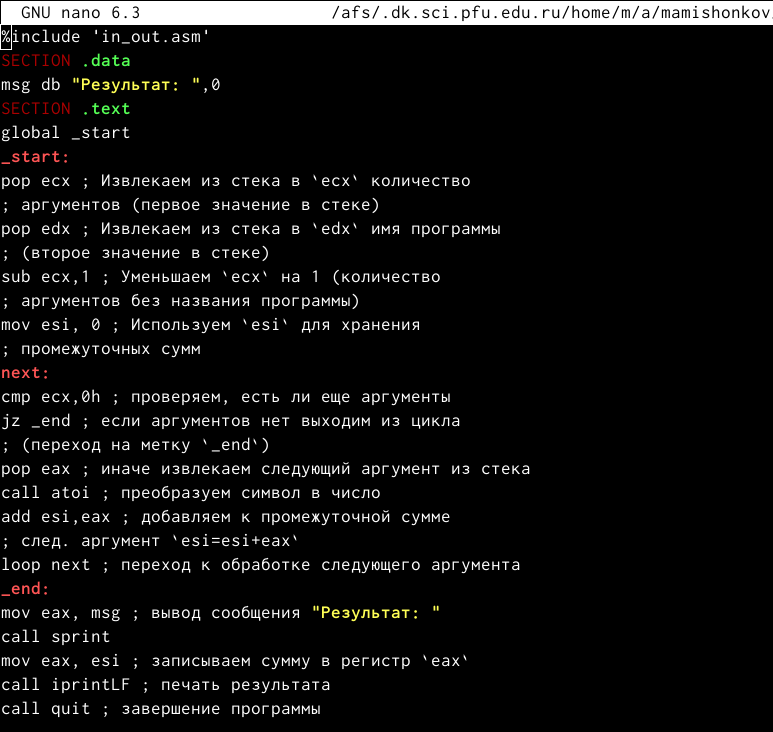 GNU nano 6.3 /afs/.dk.sci.pfu.edu.ru/home/m/a/mamishonkov
%include 'in_out.asm'
SECTION .data
msg db "Результат: ",0
SECTION .text
global _start
_start:
pop ecx ; Извлекаем из стека в `ecx` количество
; аргументов (первое значение в стеке)
pop edx ; Извлекаем из стека в `edx` имя программы
; (второе значение в стеке)
sub ecx,1 ; Уменьшаем `ecx` на 1 (количество
; аргументов без названия программы)
mov esi, 0 ; Используем `esi` для хранения
; промежуточных сумм
next:
cmp ecx,0h ; проверяем, есть ли еще аргументы
jz _end ; если аргументов нет выходим из цикла
; (переход на метку `_end`)
pop eax ; иначе извлекаем следующий аргумент из стека
call atoi ; преобразуем символ в число
add esi,eax ; добавляем к промежуточной сумме
; след. аргумент `esi=esi+eax`
loop next ; переход к обработке следующего аргумента
_end:
mov eax, msg ; вывод сообщения "Результат: "
call sprint
mov eax, esi ; записываем сумму в регистр `eax`
call iprintLF ; печать результата
call quit ; завершение программы